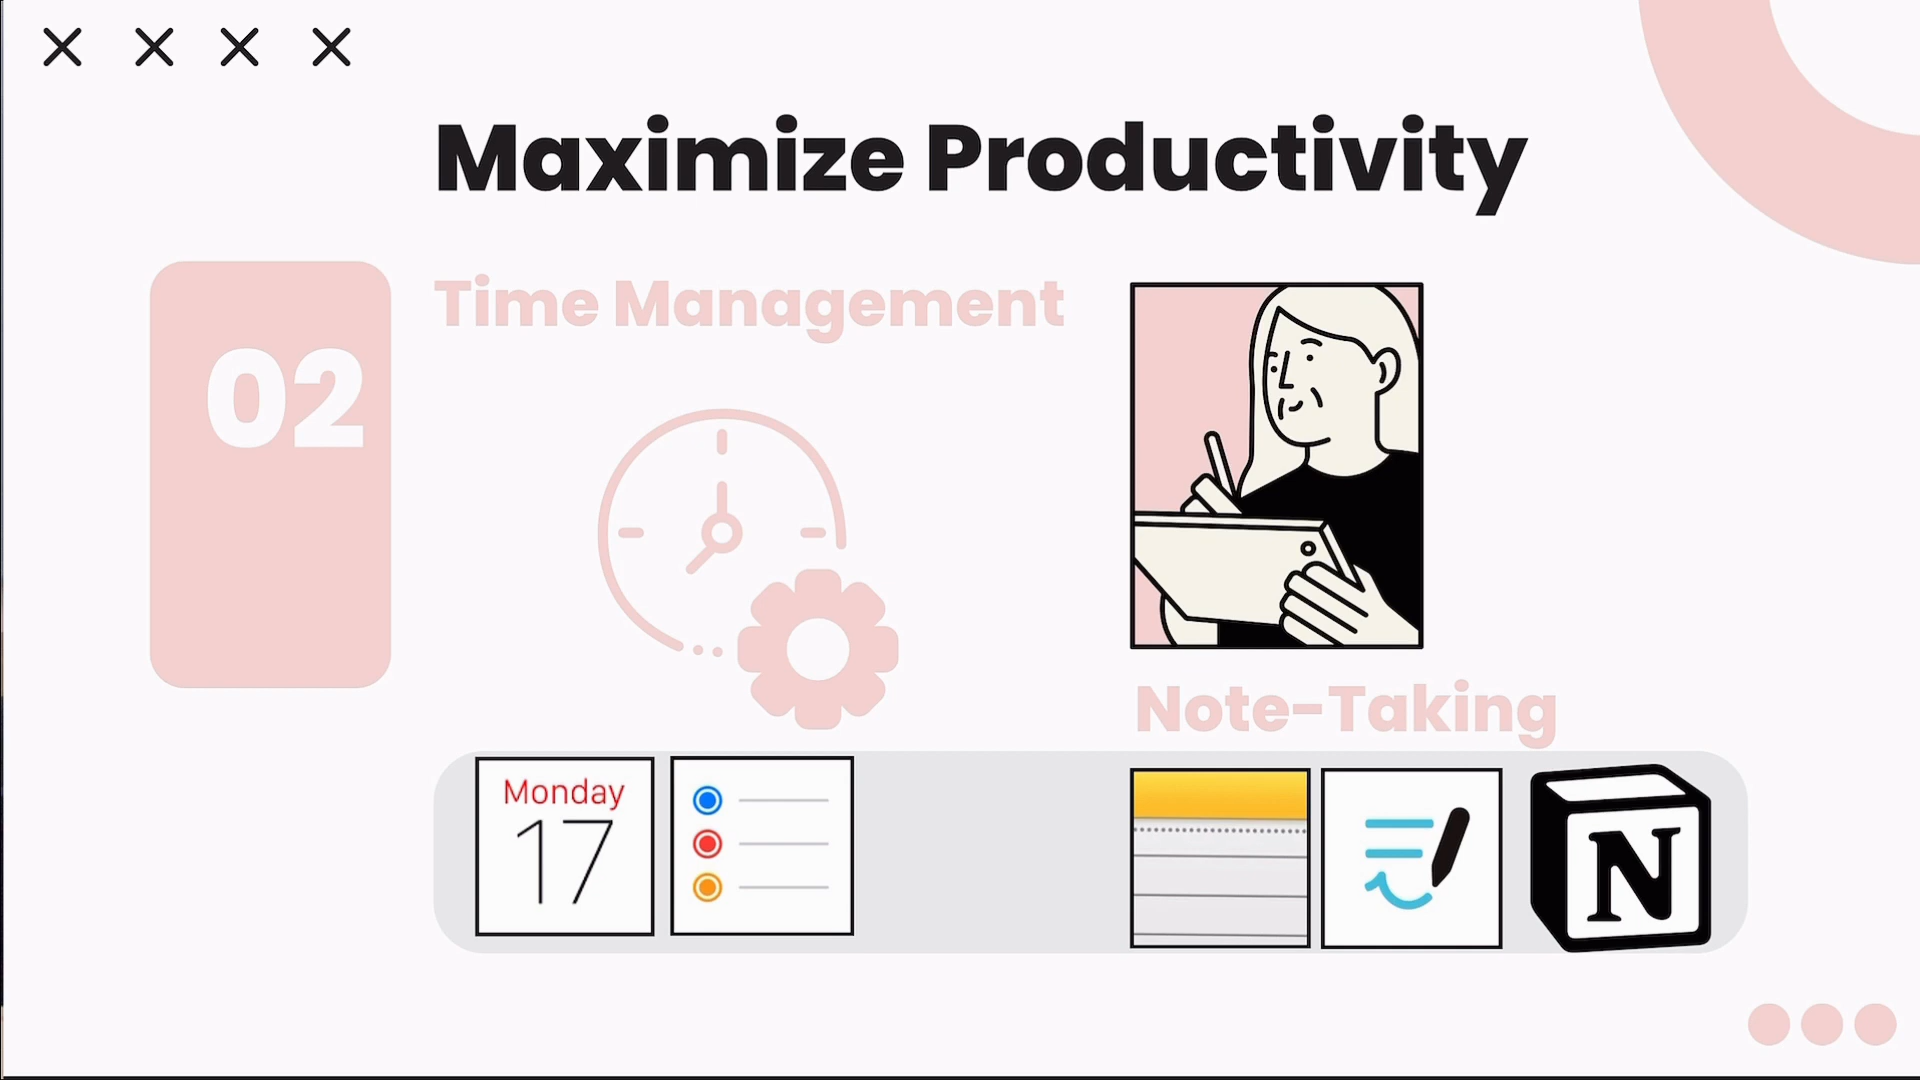 Maximize Productivity
02
Time Management
Note-Taking
Monday
17
N